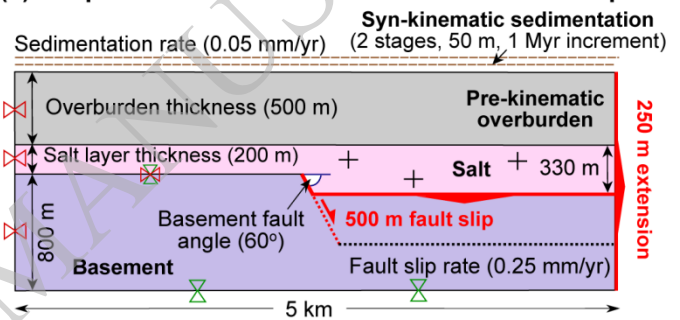 Syn-kinematic sedimentation
Sedimentation rate (0.05 mm/yr)
(2 stages, 50 m, 1 Myr increment)
Overburden thickness (500 m)
Pre-kinematic
overburden
Salt layer thickness (200 m)
Salt
330 m
250 m extension
800 m
Basement fault
angle (60º)
500 m fault slip
Basement
Fault slip rate (0.25 mm/yr)
5 km